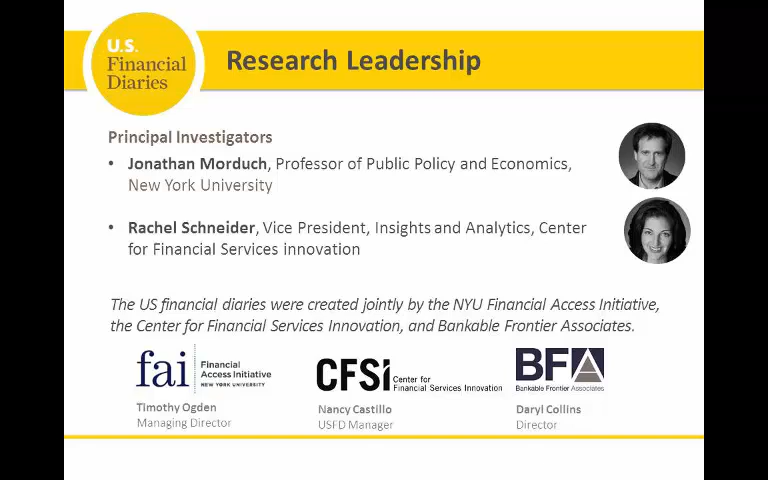 U.S.
Financial
Diaries
Research Leadership
Principal Investigators
• Jonathan Morduch, Professor of Public Policy and Economics,
New York University
• Rachel Schneider, Vice President, Insights and Analytics, Center
for Financial Services innovation
The US financial diaries were created jointly by the NYU Financial Access Initiative,
the Center for Financial Services Innovation, and Bankable Frontier Associates.
fai Financial
Access Initiative
NEW YORK UNIVERSITY
CFSi Center for
Financial Services Innovation
BFA
Bankable Frontier Associates
Timothy Ogden
Managing Director
Nancy Castillo
USFD Manager
Daryl Collins
Director